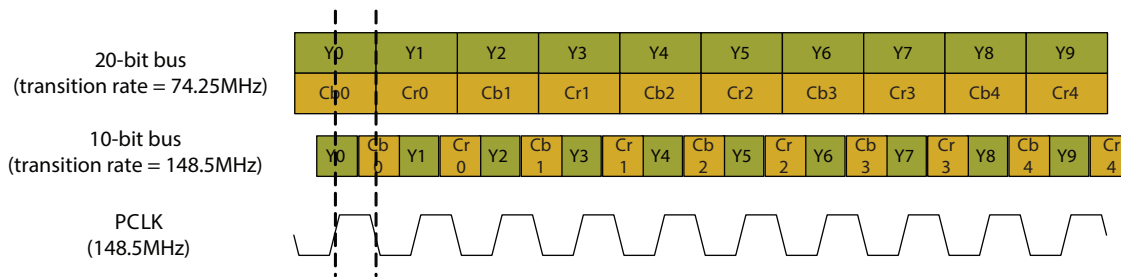 20-bit bus
(transition rate = 74.25MHz)
Y0 Y1 Y2 Y3 Y4 Y5 Y6 Y7 Y8 Y9
Cb0 Cr0 Cb1 Cr1 Cb2 Cr2 Cb3 Cr3 Cb4 Cr4
10-bit bus
(transition rate = 148.5MHz)
Y0 Cb 0 Y1 Cr 0 Y2 Cb 1 Y3 Cr 1 Y4 Cb 2 Y5 Cr 2 Y6 Cb 3 Y7 Cr 3 Y8 Cb 4 Y9 Cr 4
PCLK
(148.5MHz)